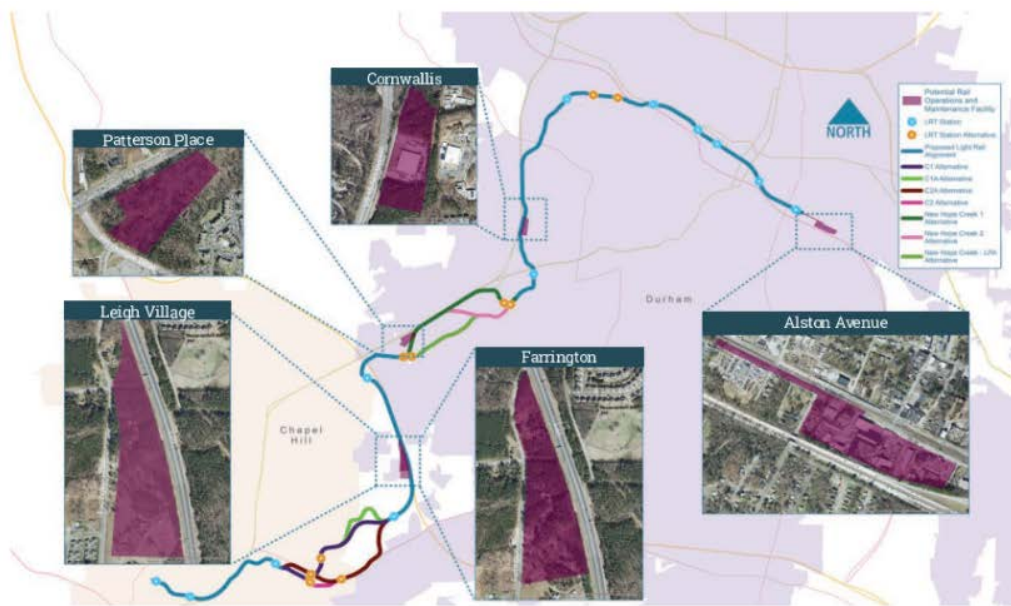 Cornwallis
Patterson Place
Leigh Village
Farrington
Alston Avenue
Chapel
Hill
Durham
NORTH
Potential Rail
Operations and
Maintenance Facility
LRT Station
LRT Station Alternative
Proposed Light Rail
Alignment
C1 Alternative
C1A Alternative
C2A Alternative
C2 Alternative
New Hope Creek 1
Alternative
New Hope Creek 2
Alternative
New Hope Creek
Alternative